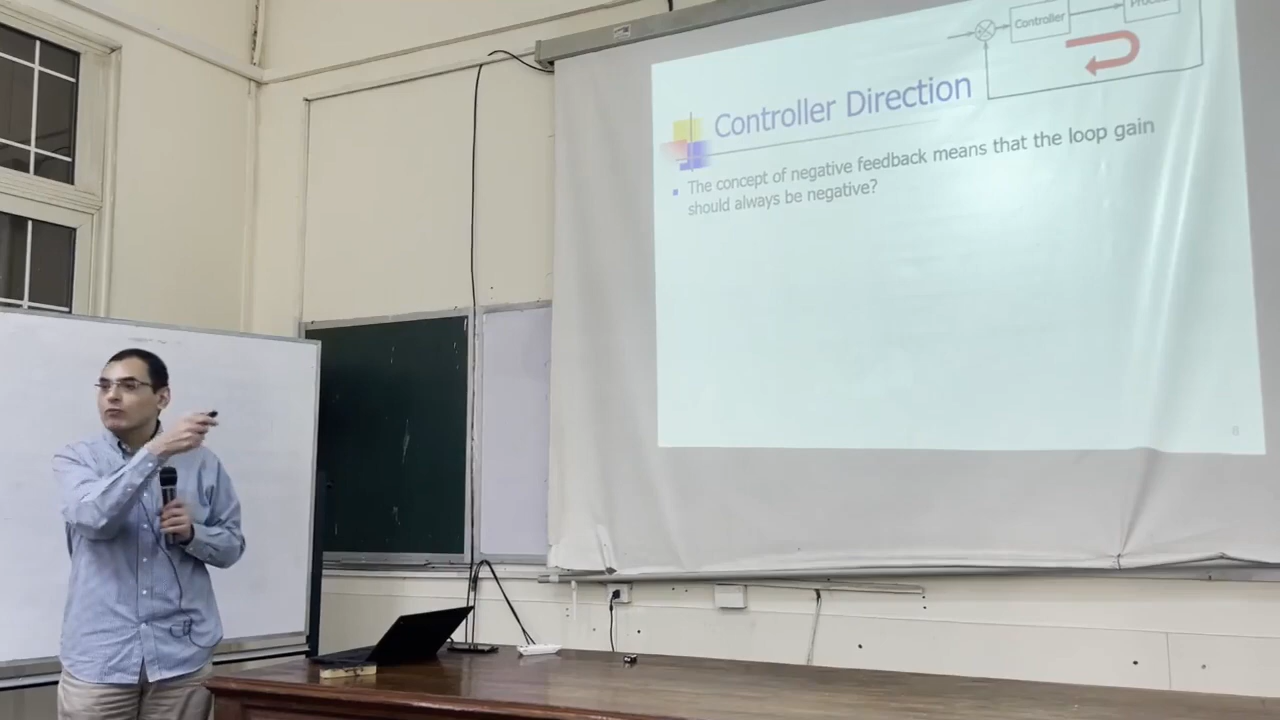 Controller
Controller Direction
The concept of negative feedback means that the loop gain
should always be negative?